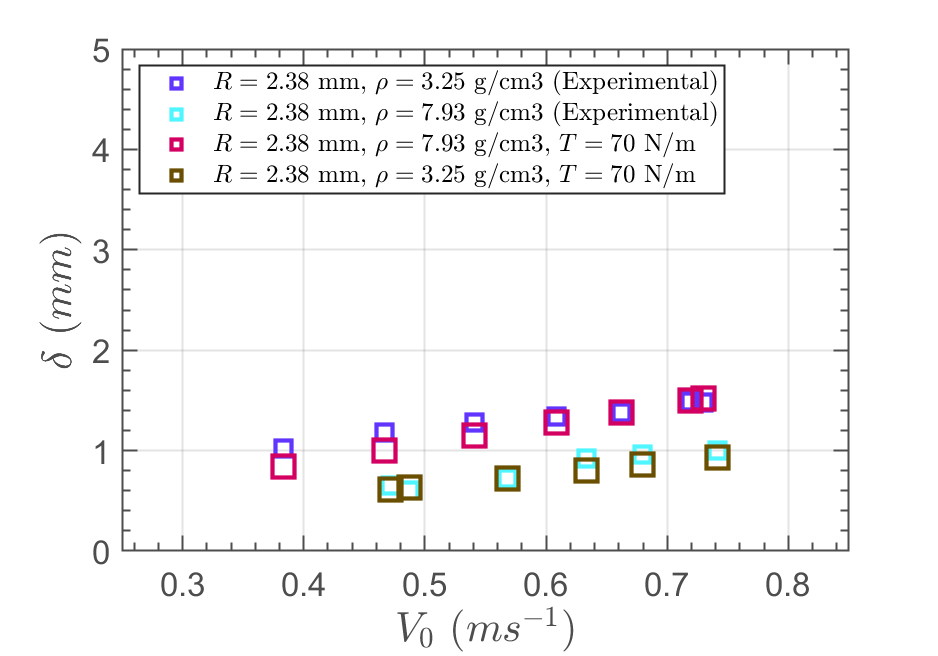 5
4
3
2
1
0
δ (mm)
R = 2.38 mm, ρ = 3.25 g/cm3 (Experimental)
R = 2.38 mm, ρ = 7.93 g/cm3 (Experimental)
R = 2.38 mm, ρ = 7.93 g/cm3, T = 70 N/m
R = 2.38 mm, ρ = 3.25 g/cm3, T = 70 N/m
0.3 0.4 0.5 0.6 0.7 0.8
V₀ (ms⁻¹)